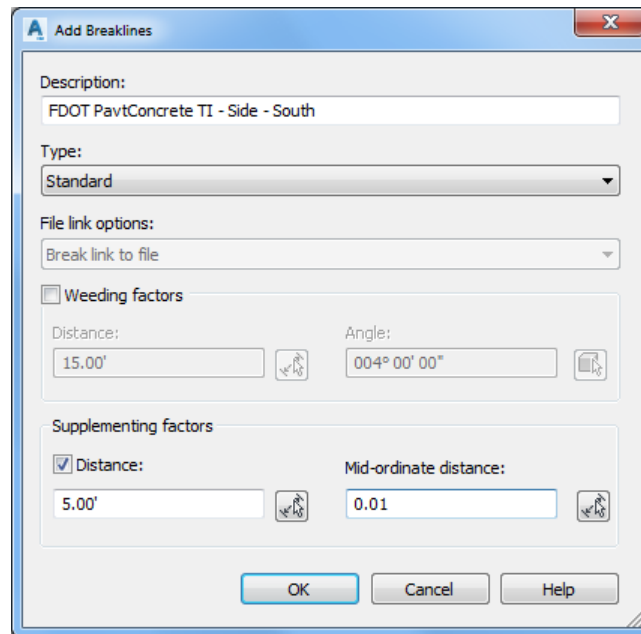 Add Breaklines
Description:
FDOT PavtConcrete TI - Side - South
Type:
Standard
File link options:
Break link to file
Weeding factors
Distance: Angle:
15.00' 004° 00' 00"
Supplementing factors
Distance: Mid-ordinate distance:
5.00' 0.01
OK Cancel Help